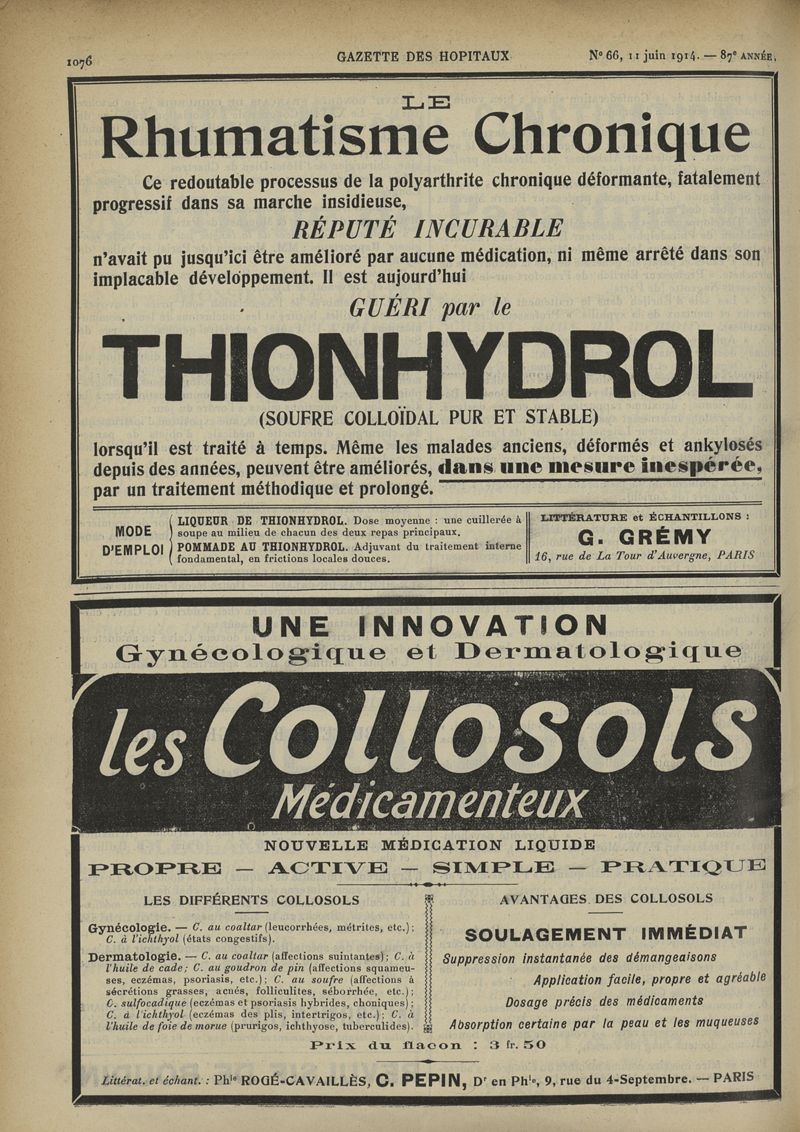 1076
GAZETTE DES HOPITAUX
N° 66, 11 juin 1914. — 87e ANNÉE.
LE
Rhumatisme Chronique
Ce redoutable processus de la polyarthrite chronique déformante, fatalement
progressif dans sa marche insidieuse,
RÉPUTÉ INCURABLE
n'avait pu jusqu'ici être amélioré par aucune médication, ni même arrêté dans son
implacable développement. Il est aujourd'hui
GUÉRI par le
THIONHYDROL
(SOUFRE COLLOÏDAL PUR ET STABLE)
lorsqu'il est traité à temps. Même les malades anciens, déformés et ankylosés
depuis des années, peuvent être améliorés, dans une mesure inespérée,
par un traitement méthodique et prolongé.
MODE
D'EMPLOI
LIQUEUR DE THIONHYDROL. Dose moyenne : une cuillerée à
soupe au milieu de chacun des deux repas principaux.
POMMADE AU THIONHYDROL. Adjuvant du traitement interne
fondamental, en frictions locales douces.
LITTÉRATURE et ÉCHANTILLONS :
G. GRÉMY
16, rue de La Tour d'Auvergne, PARIS
UNE INNOVATION
Gynécologique et Dermatologique
les Collosols
Médicamenteux
NOUVELLE MÉDICATION LIQUIDE
PROPRE — ACTIVE — SIMPLE — PRATIQUE
LES DIFFÉRENTS COLLOSOLS
Gynécologie. — C. au coaltar (leucorrhées, métrites, etc.);
C. à l'ichthyol (états congestifs).
Dermatologie. — C. au coaltar (affections suintantes); C. à
l'huile de cade; C. au goudron de pin (affections squameu-
ses, eczémas, psoriasis, etc.); C. au soufre (affections à
sécrétions grasses, acnés, folliculites, séborrhée, etc.);
C. sulfocadique (eczémas et psoriasis hybrides, choniques);
C. à l'ichthyol (eczémas des plis, intertrigos, etc.); C. à
l'huile de foie de morue (prurigos, ichthyose, tuberculides).
AVANTAGES DES COLLOSOLS
SOULAGEMENT IMMÉDIAT
Suppression instantanée des démangeaisons
Application facile, propre et agréable
Dosage précis des médicaments
Absorption certaine par la peau et les muqueuses
Prix du flacon : 3 fr. 50
Littérat. et échant. : Phie ROGÉ-CAVAILLÈS, C. PEPIN, Dr en Phie, 9, rue du 4-Septembre. — PARIS